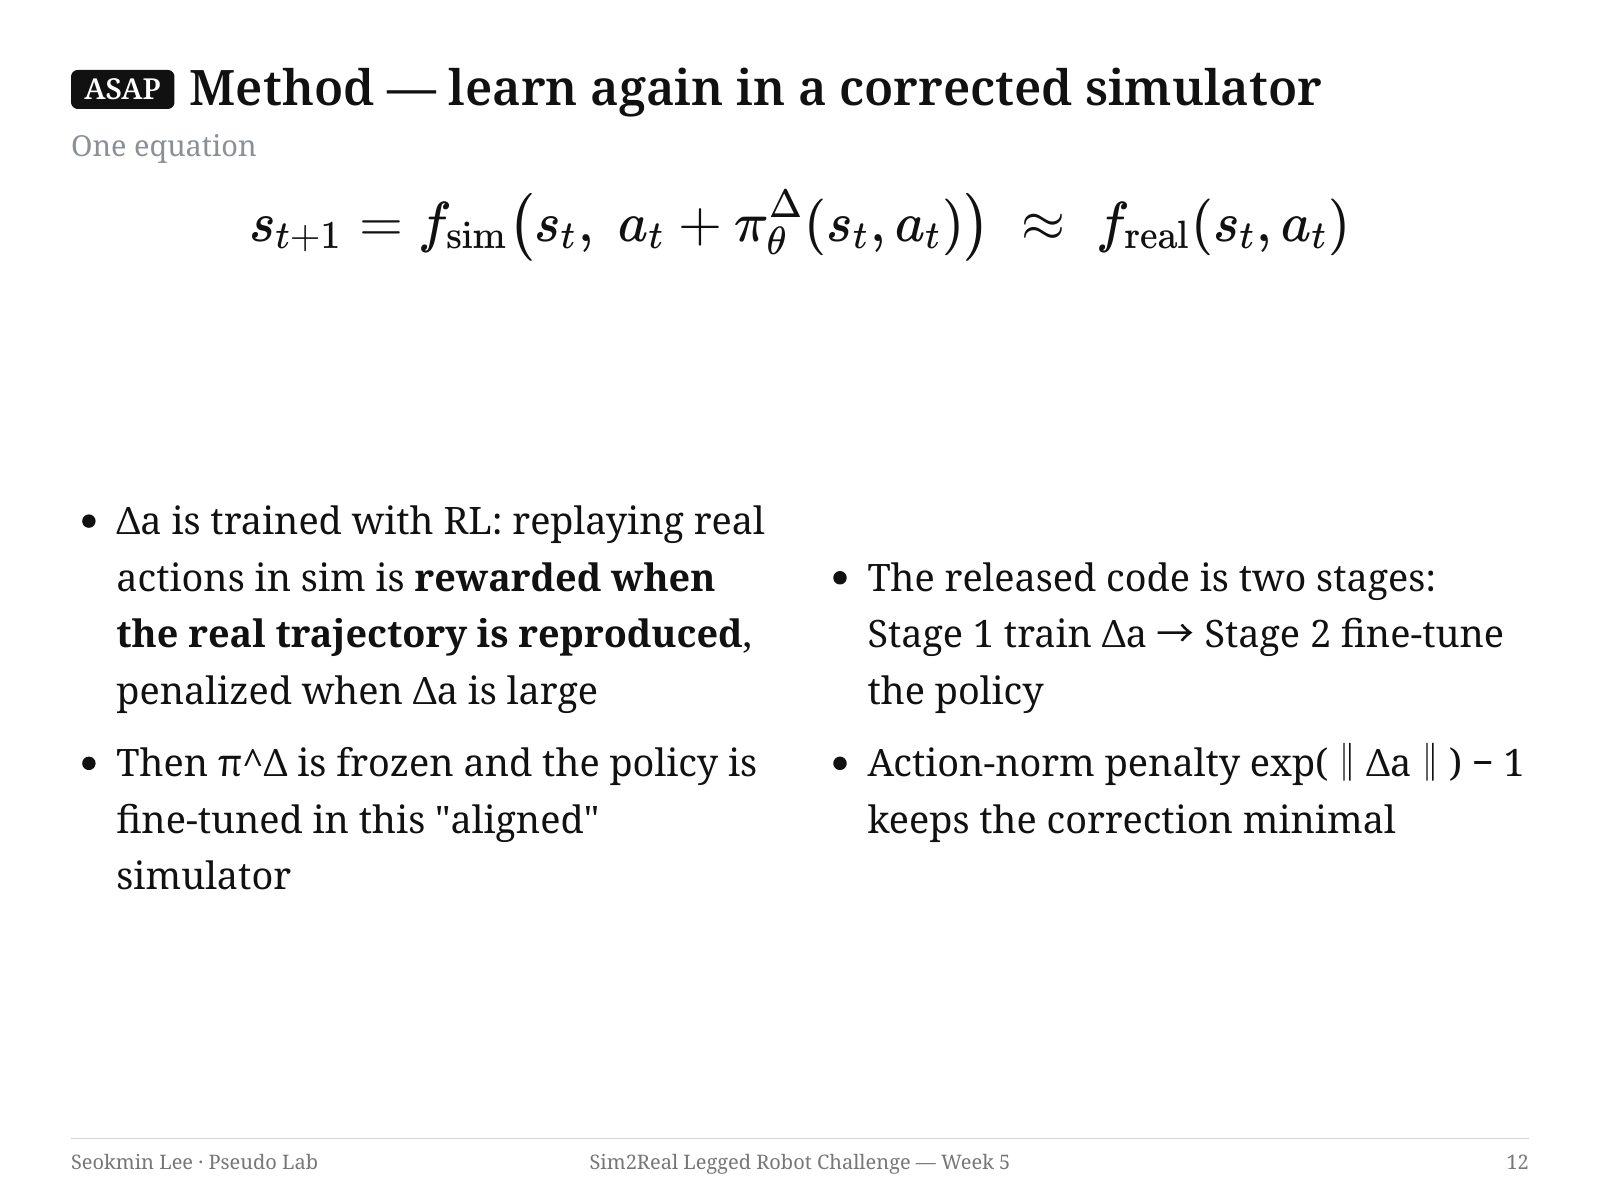 ASAP Method — learn again in a corrected simulator
One equation
s_{t+1} = f_{sim}(s_t, a_t + π_θ^Δ(s_t, a_t)) ≈ f_{real}(s_t, a_t)
• Δa is trained with RL: replaying real
actions in sim is rewarded when
the real trajectory is reproduced,
penalized when Δa is large
• Then π^Δ is frozen and the policy is
fine-tuned in this "aligned"
simulator
• The released code is two stages:
Stage 1 train Δa → Stage 2 fine-tune
the policy
• Action-norm penalty exp(‖Δa‖) − 1
keeps the correction minimal
Seokmin Lee · Pseudo Lab
Sim2Real Legged Robot Challenge — Week 5
12